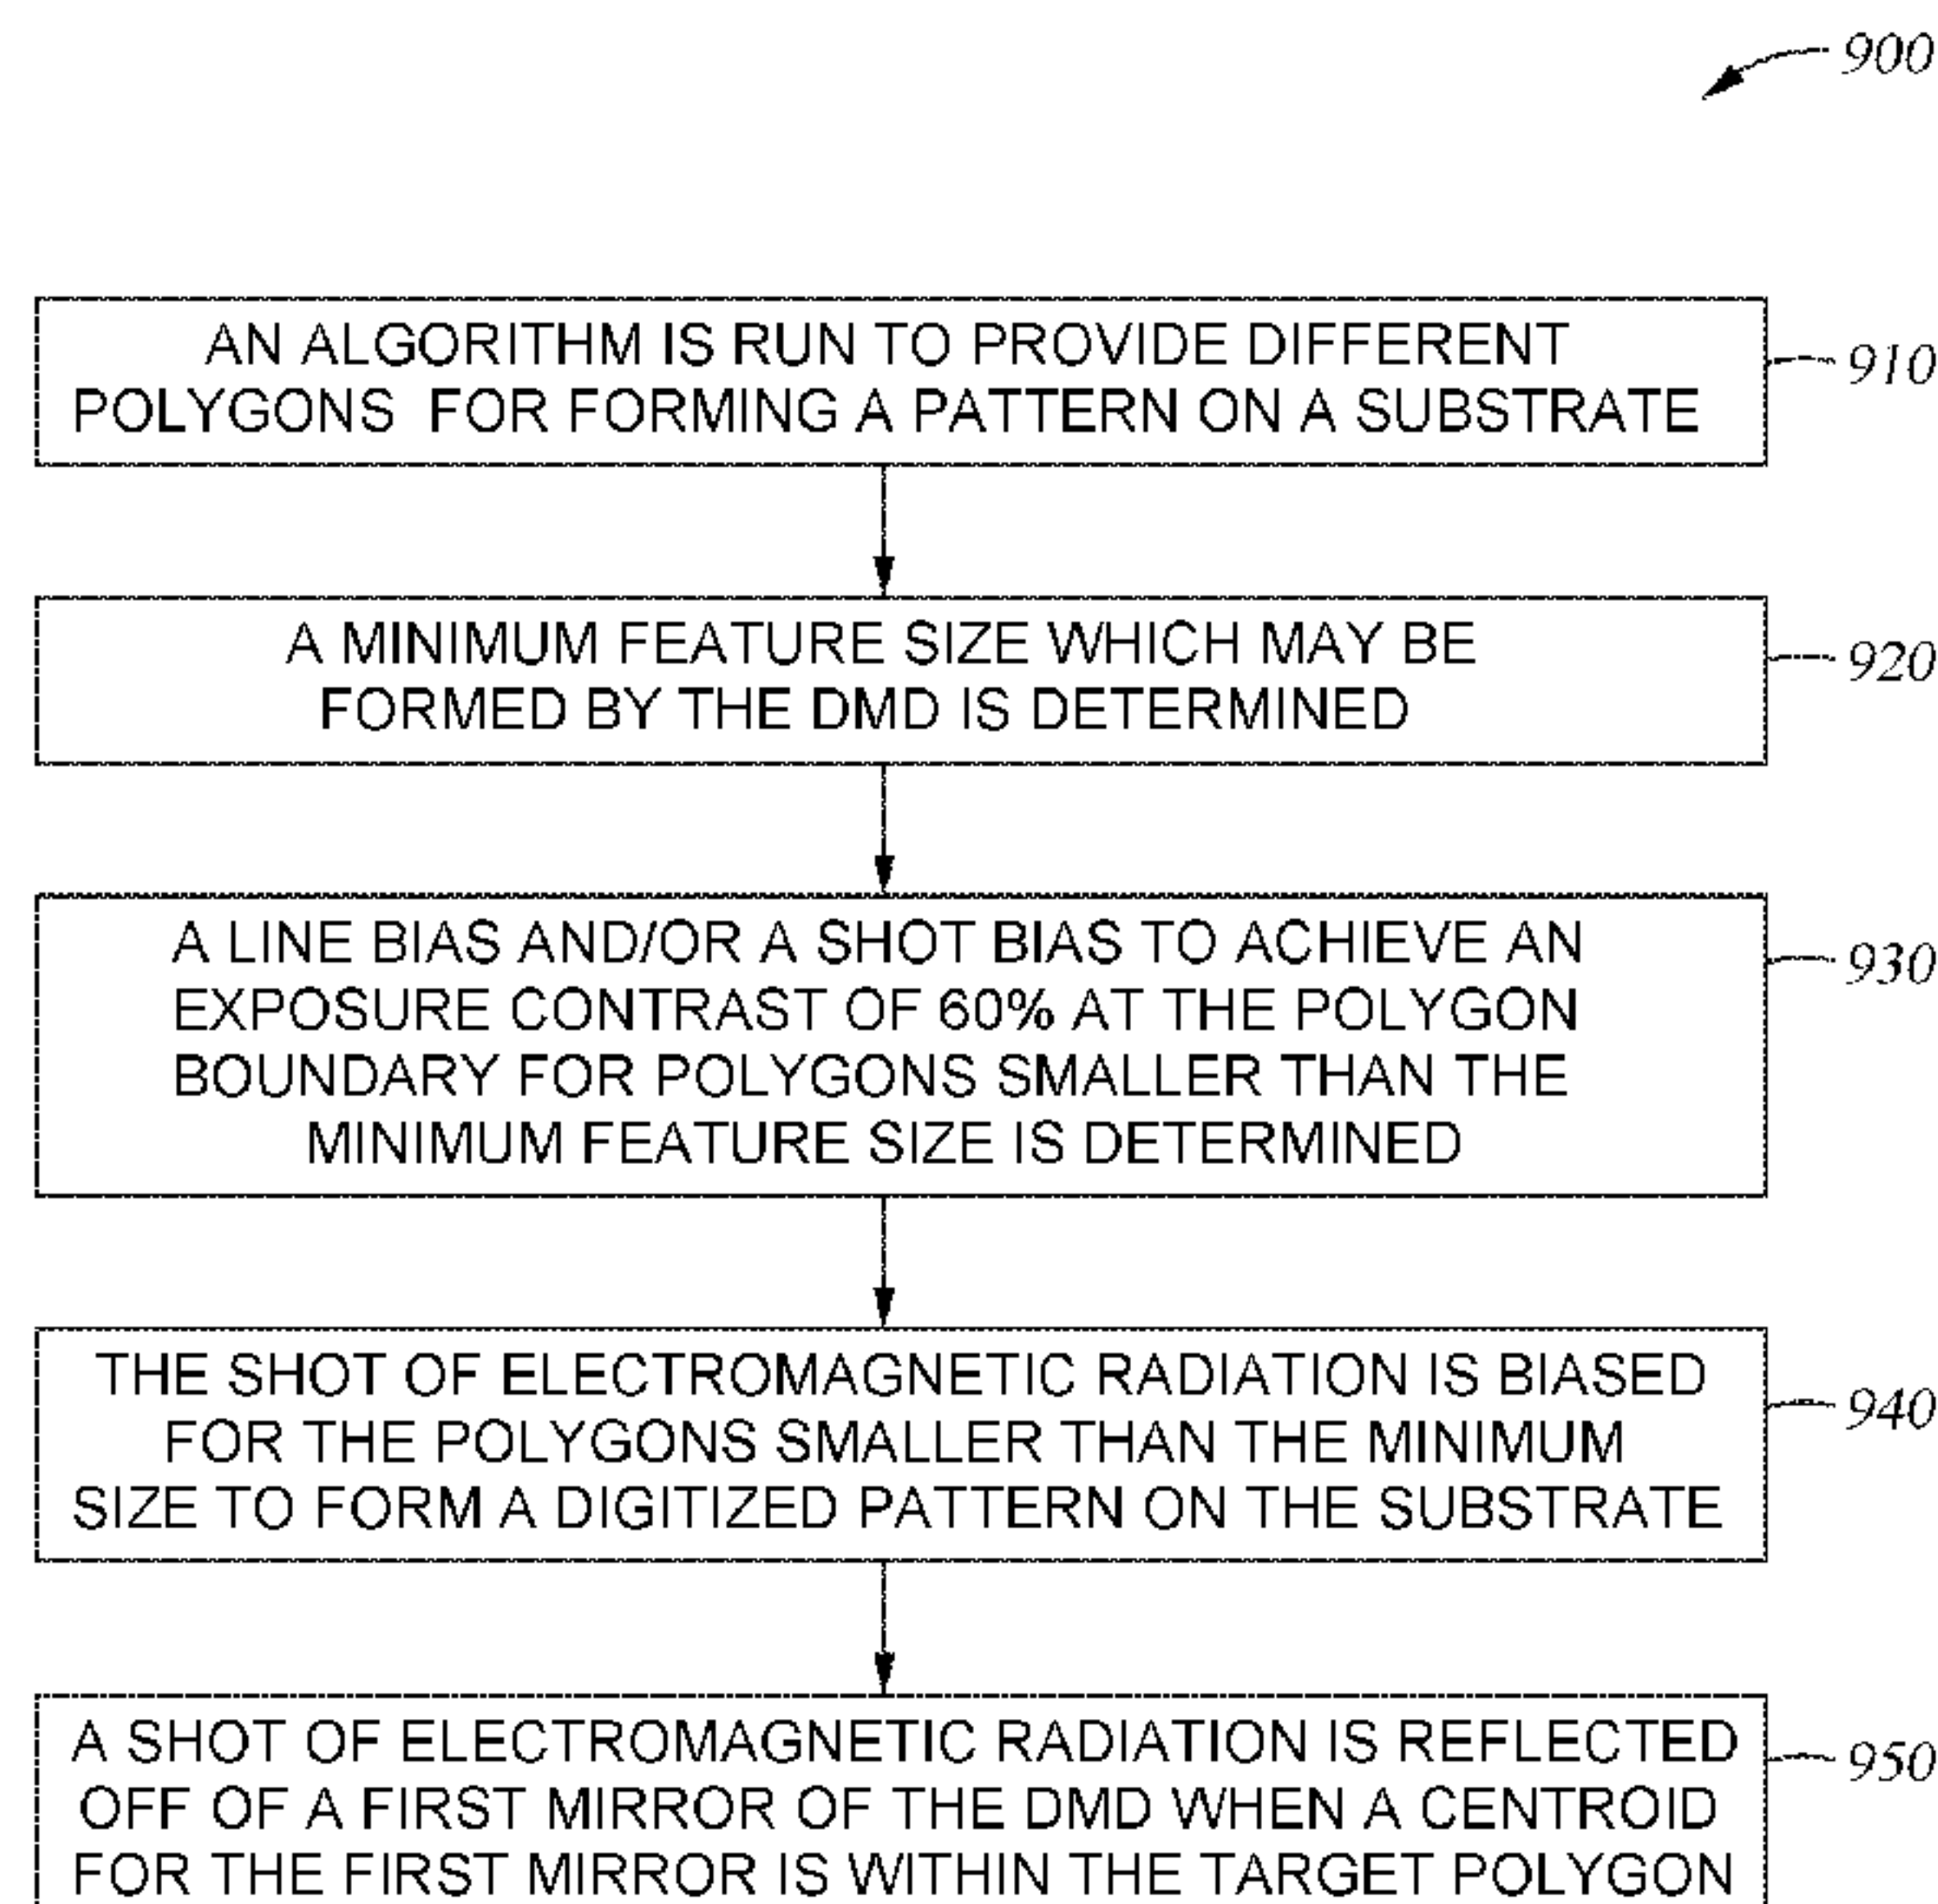 900
AN ALGORITHM IS RUN TO PROVIDE DIFFERENT
POLYGONS FOR FORMING A PATTERN ON A SUBSTRATE
910
A MINIMUM FEATURE SIZE WHICH MAY BE
FORMED BY THE DMD IS DETERMINED
920
A LINE BIAS AND/OR A SHOT BIAS TO ACHIEVE AN
EXPOSURE CONTRAST OF 60% AT THE POLYGON
BOUNDARY FOR POLYGONS SMALLER THAN THE
MINIMUM FEATURE SIZE IS DETERMINED
930
THE SHOT OF ELECTROMAGNETIC RADIATION IS BIASED
FOR THE POLYGONS SMALLER THAN THE MINIMUM
SIZE TO FORM A DIGITIZED PATTERN ON THE SUBSTRATE
940
A SHOT OF ELECTROMAGNETIC RADIATION IS REFLECTED
OFF OF A FIRST MIRROR OF THE DMD WHEN A CENTROID
FOR THE FIRST MIRROR IS WITHIN THE TARGET POLYGON
950